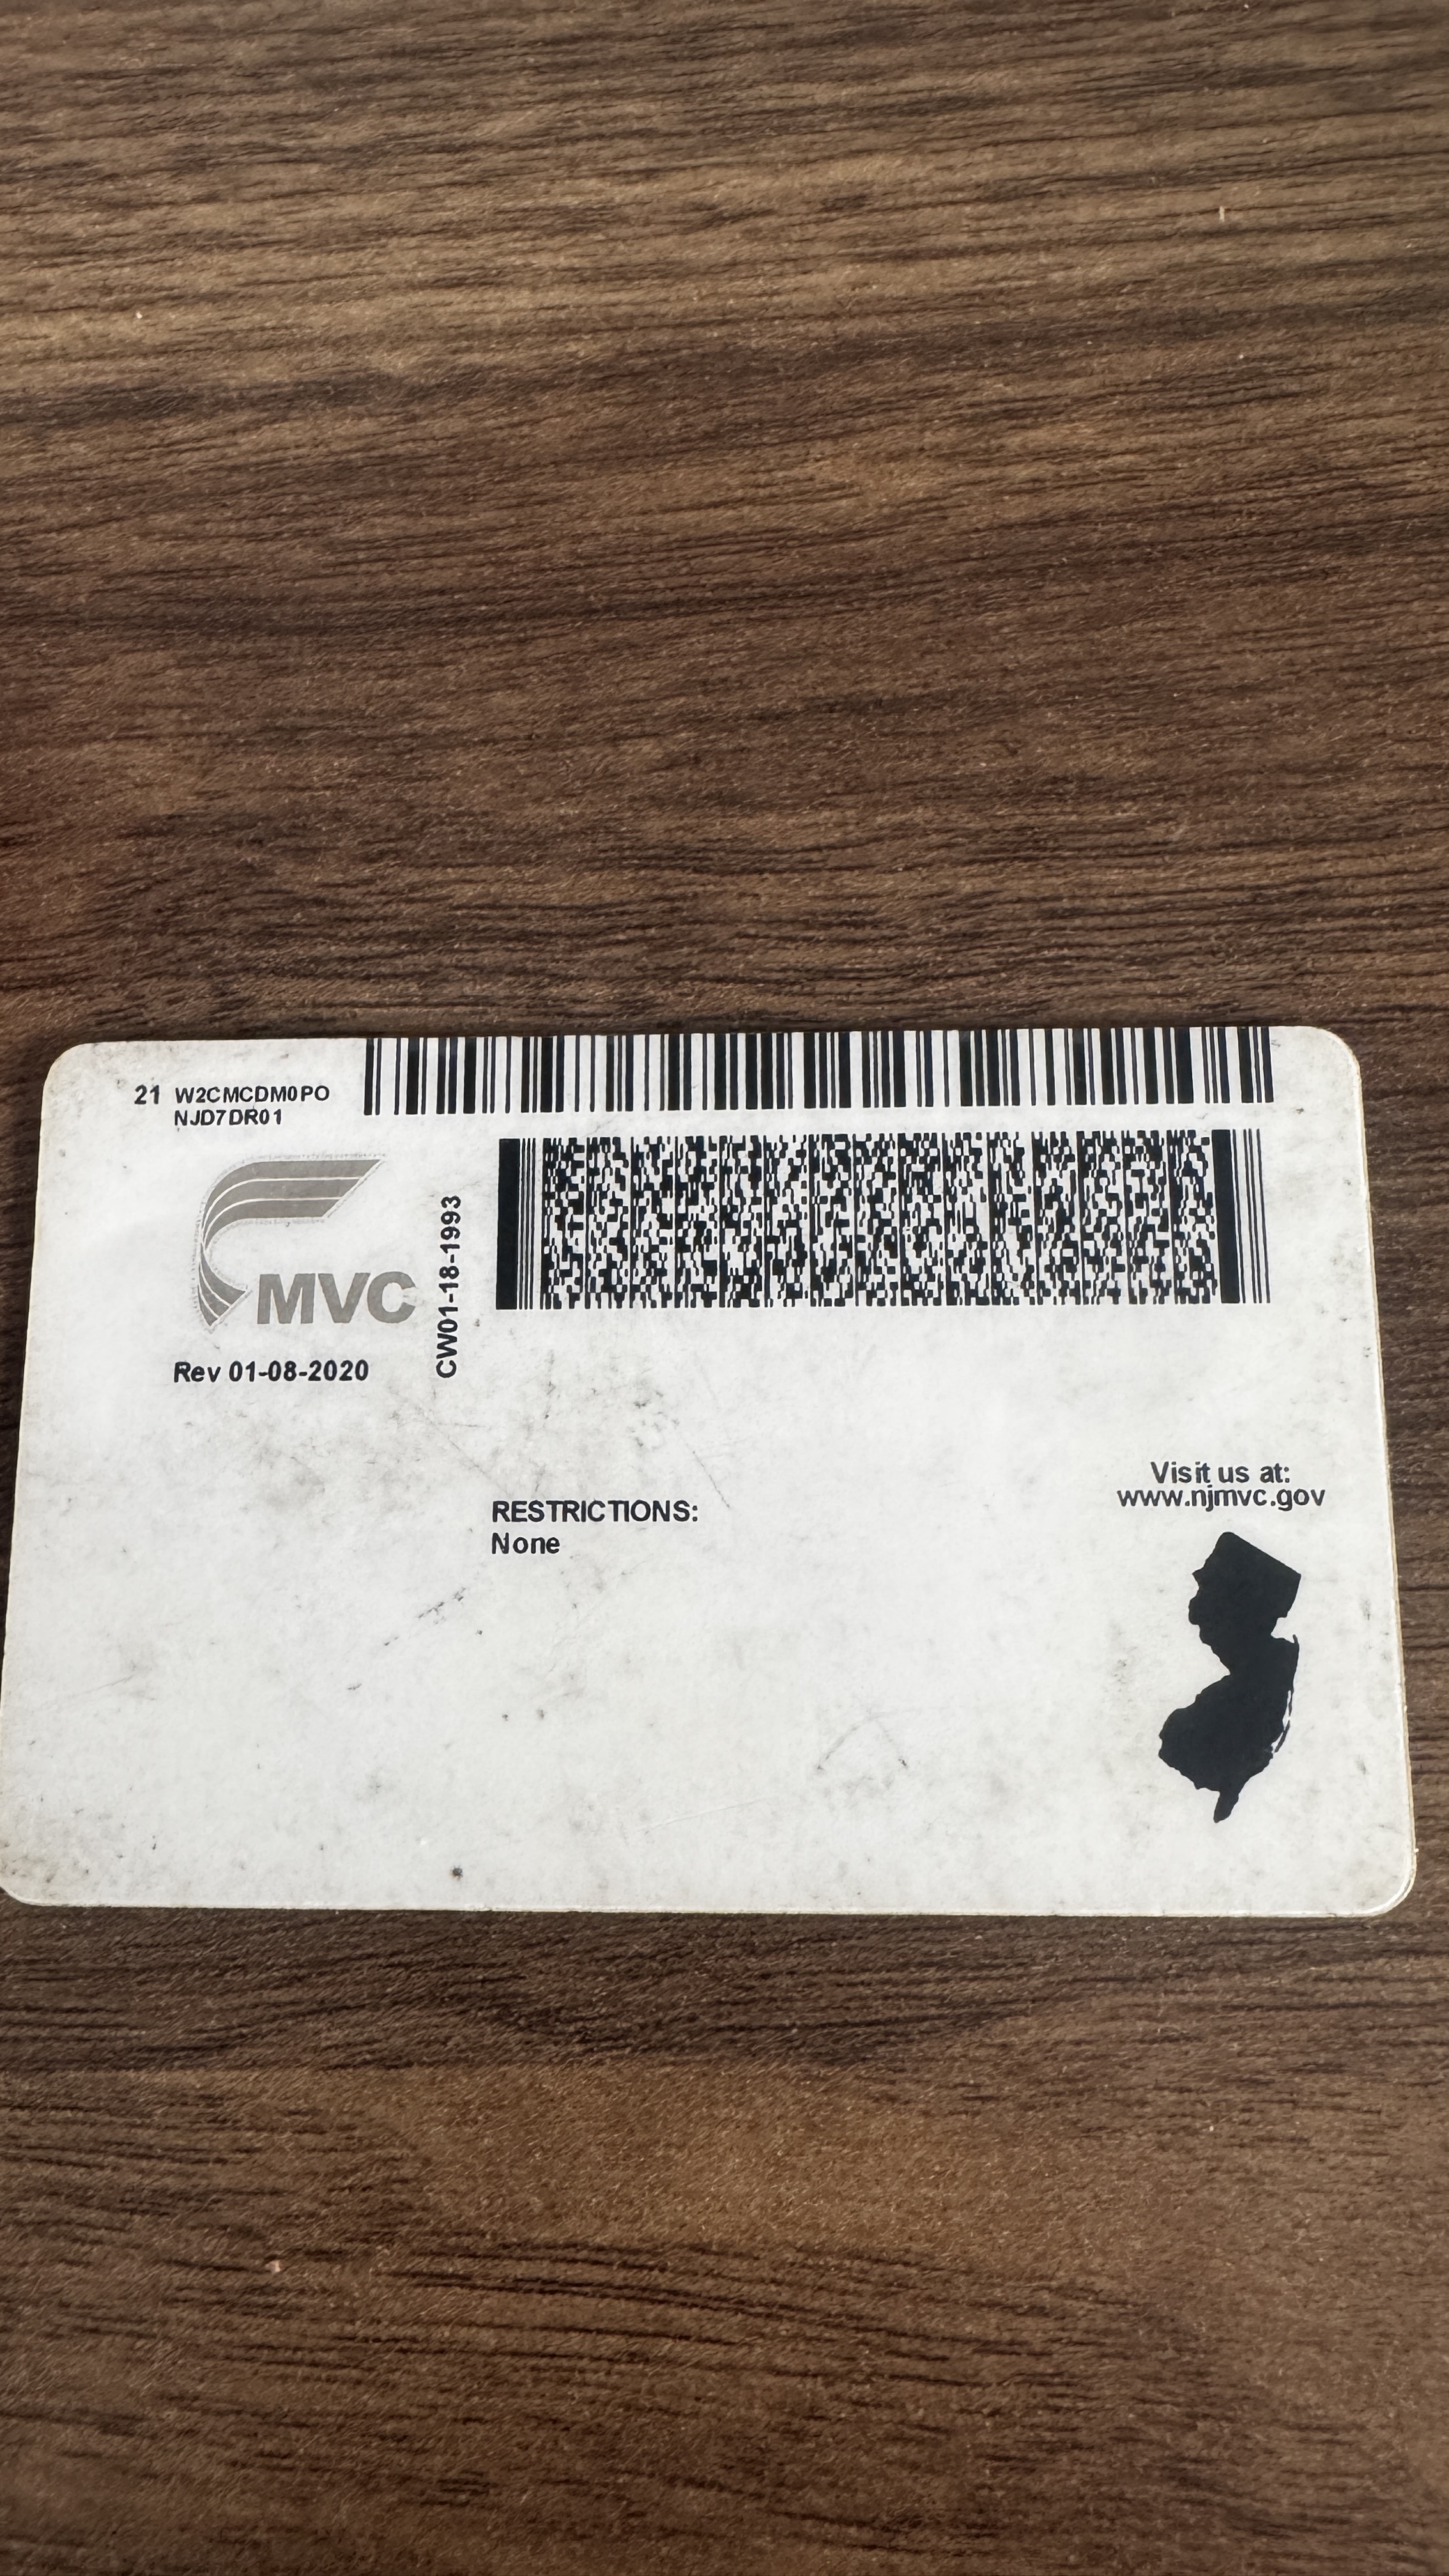 21 W2CMCDM0PO
NJD7DR01
MVC
CW01-18-1993
Rev 01-08-2020
RESTRICTIONS:
None
Visit us at:
www.njmvc.gov